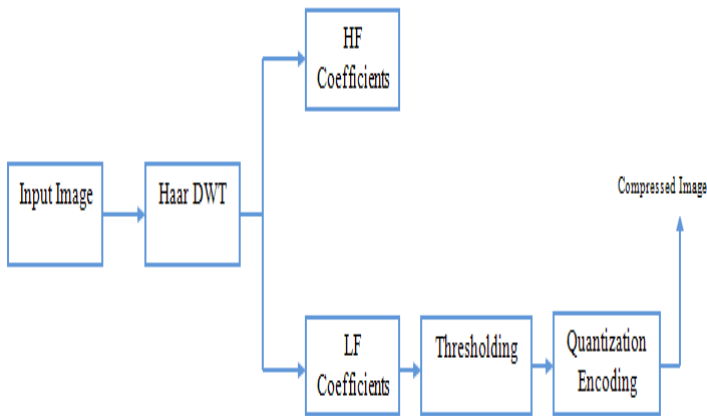 HF
Coefficients
Input Image
Haar DWT
Compressed Image
LF
Coefficients
Thresholding
Quantization
Encoding